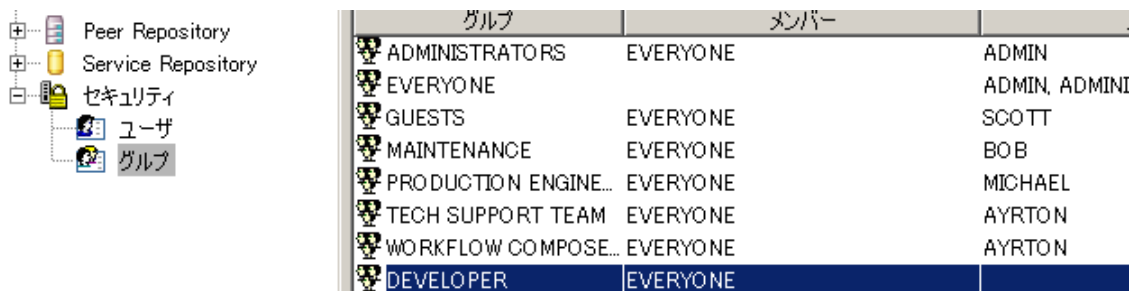 Peer Repository
Service Repository
セキュリティ
ユーザ
グルプ
グルプ メンバー
ADMINISTRATORS EVERYONE ADMIN
EVERYONE ADMIN, ADMINI
GUESTS EVERYONE SCOTT
MAINTENANCE EVERYONE BOB
PRODUCTION ENGINE... EVERYONE MICHAEL
TECH SUPPORT TEAM EVERYONE AYRTON
WORKFLOW COMPOSE... EVERYONE AYRTON
DEVELOPER EVERYONE